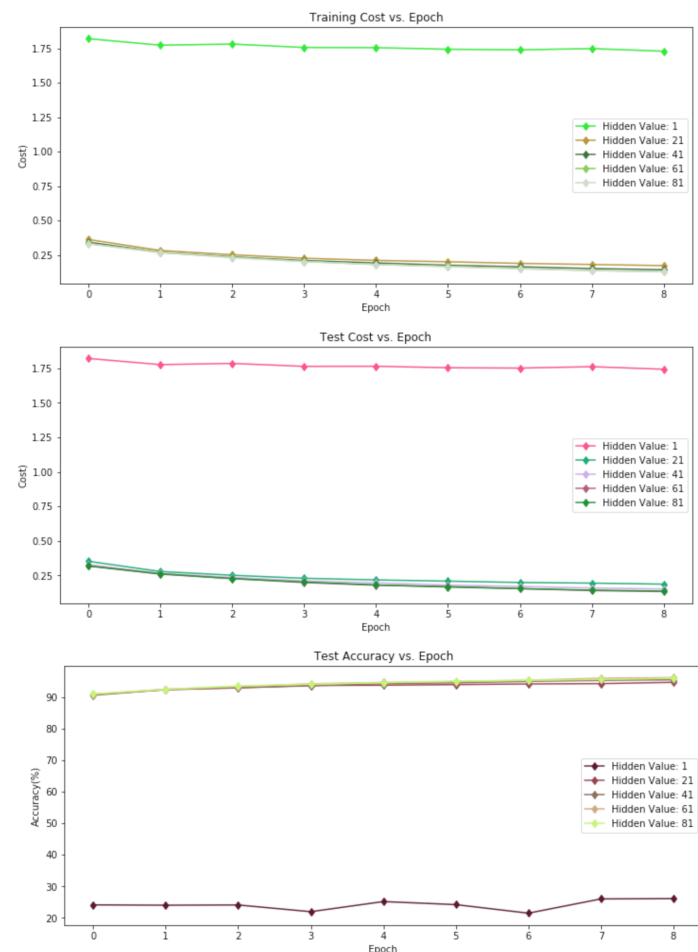 Training Cost vs. Epoch
1.75
1.50
1.25
1.00
0.75
0.50
0.25
Cost)
Hidden Value: 1
Hidden Value: 21
Hidden Value: 41
Hidden Value: 61
Hidden Value: 81
0 1 2 3 4 5 6 7 8
Epoch
Test Cost vs. Epoch
1.75
1.50
1.25
1.00
0.75
0.50
0.25
Cost)
Hidden Value: 1
Hidden Value: 21
Hidden Value: 41
Hidden Value: 61
Hidden Value: 81
0 1 2 3 4 5 6 7 8
Epoch
Test Accuracy vs. Epoch
90
80
70
60
50
40
30
20
Accuracy(%)
Hidden Value: 1
Hidden Value: 21
Hidden Value: 41
Hidden Value: 61
Hidden Value: 81
0 1 2 3 4 5 6 7 8
Epoch